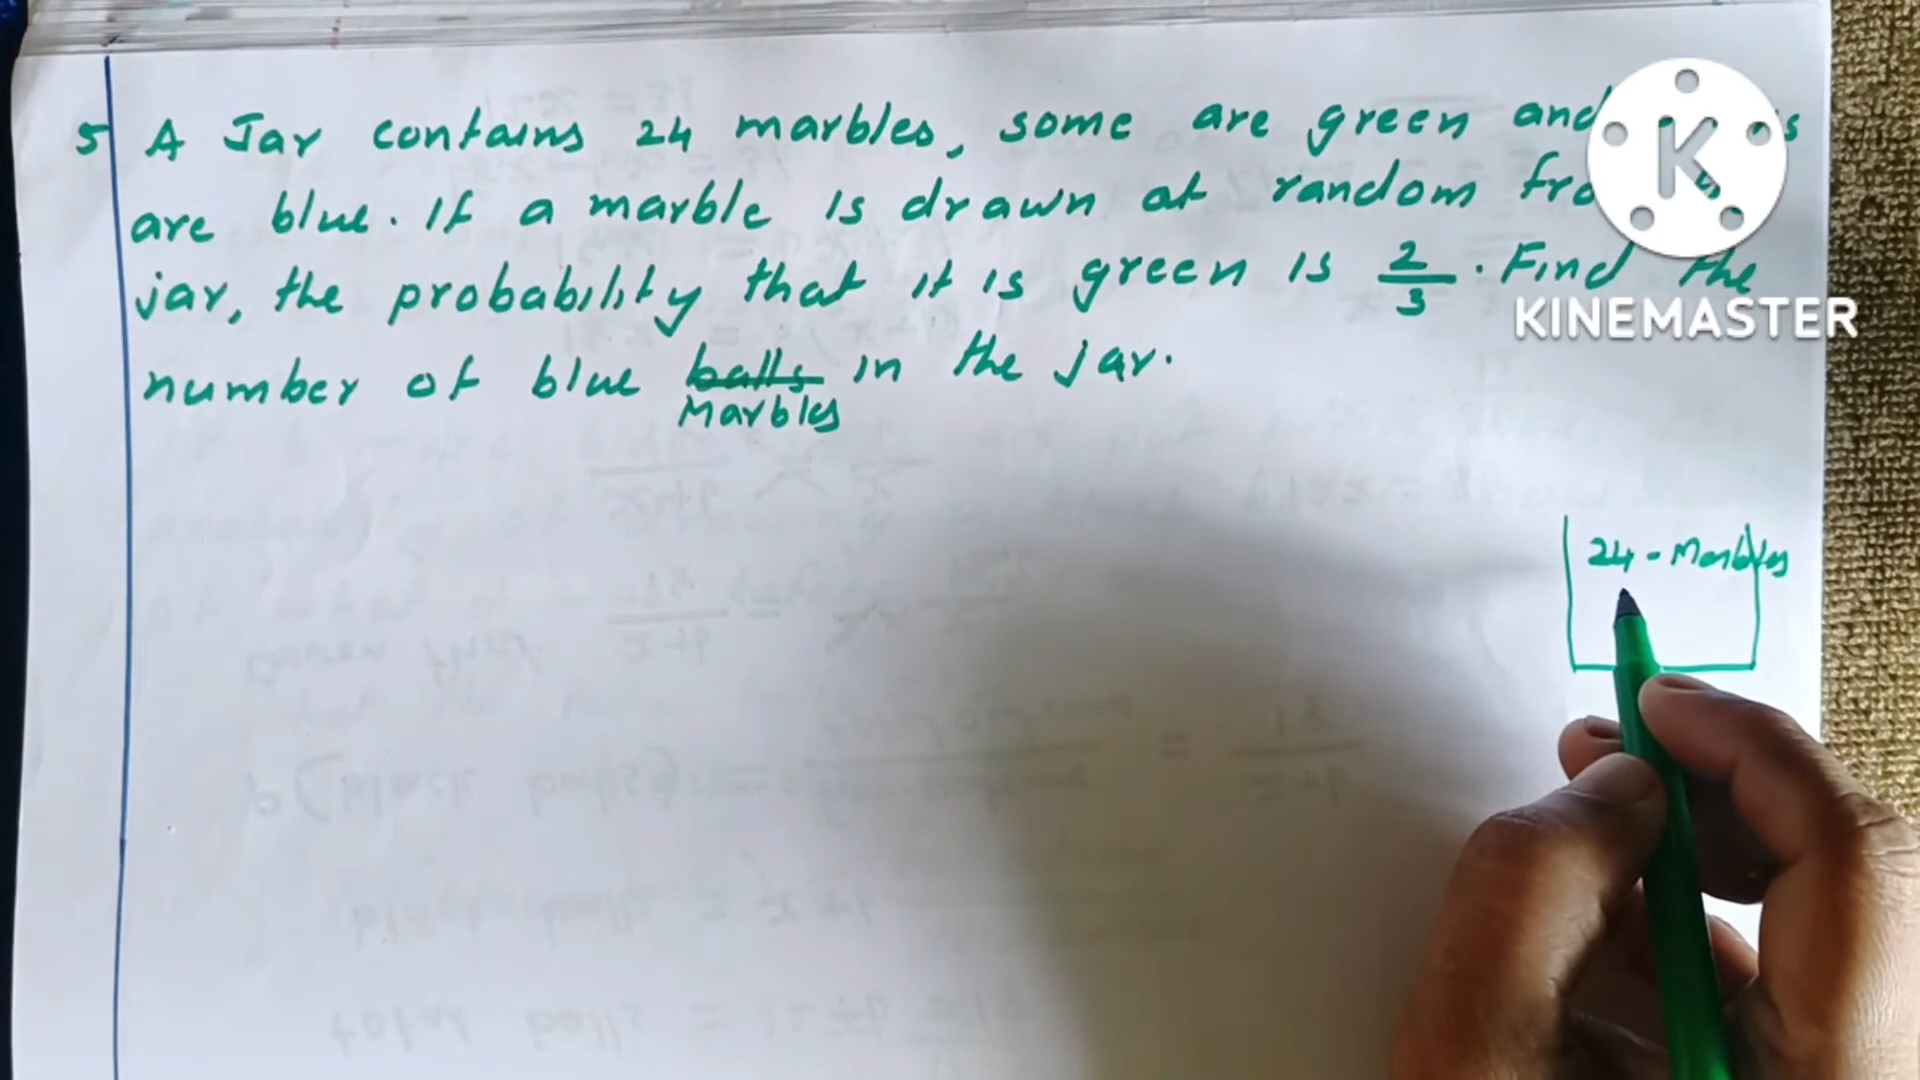 5 A Jar contains 24 marbles, some are green and
are blue. If a marble is drawn at random
jar, the probability that it is green is 2/3. Find the
number of blue balls in the jar.
Marbles
24 - Marbles
K
KINEMASTER